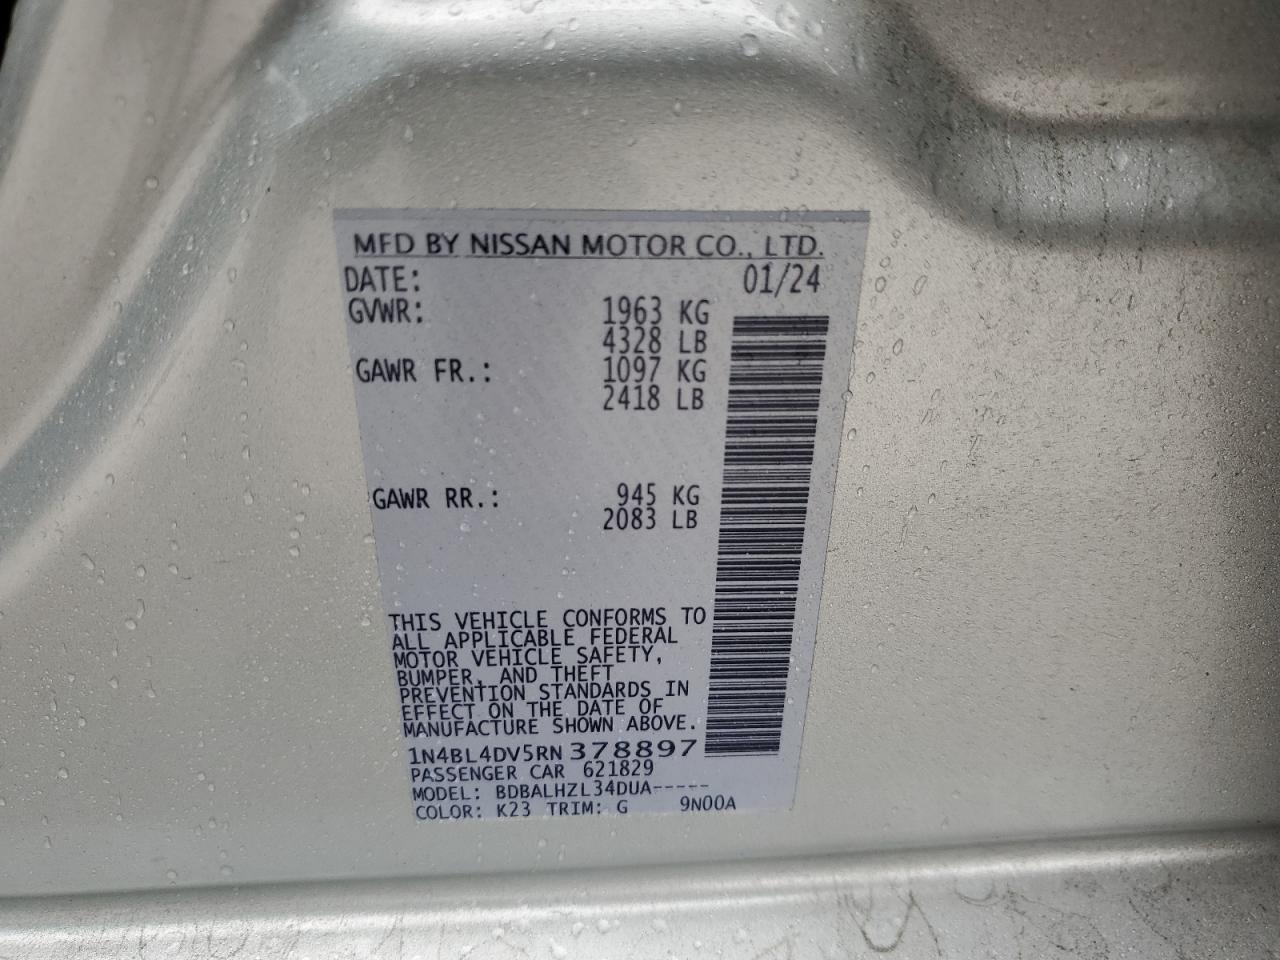 MFD BY NISSAN MOTOR CO., LTD.
DATE: 01/24
GVWR: 1963 KG
4328 LB
GAWR FR.: 1097 KG
2418 LB
GAWR RR.: 945 KG
2083 LB
THIS VEHICLE CONFORMS TO
ALL APPLICABLE FEDERAL
MOTOR VEHICLE SAFETY,
BUMPER, AND THEFT
PREVENTION STANDARDS IN
EFFECT ON THE DATE OF
MANUFACTURE SHOWN ABOVE.
1N4BL4DV5RN378897
PASSENGER CAR 621829
MODEL: BDBALHZL34DUA-----
COLOR: K23 TRIM: G 9N00A